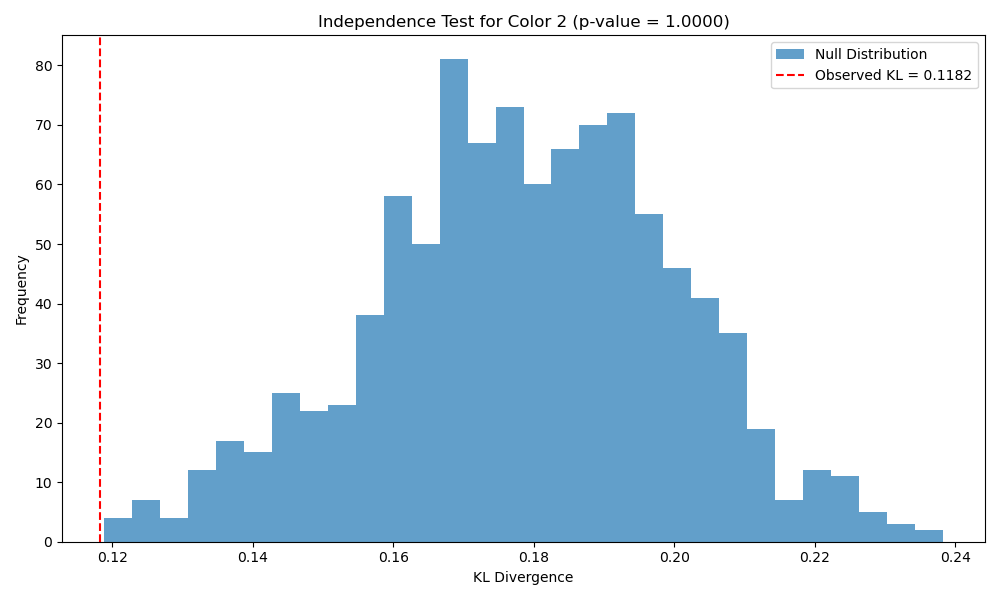 Independence Test for Color 2 (p-value = 1.0000)
Null Distribution
Observed KL = 0.1182
Frequency
80
70
60
50
40
30
20
10
0
0.12 0.14 0.16 0.18 0.20 0.22 0.24
KL Divergence